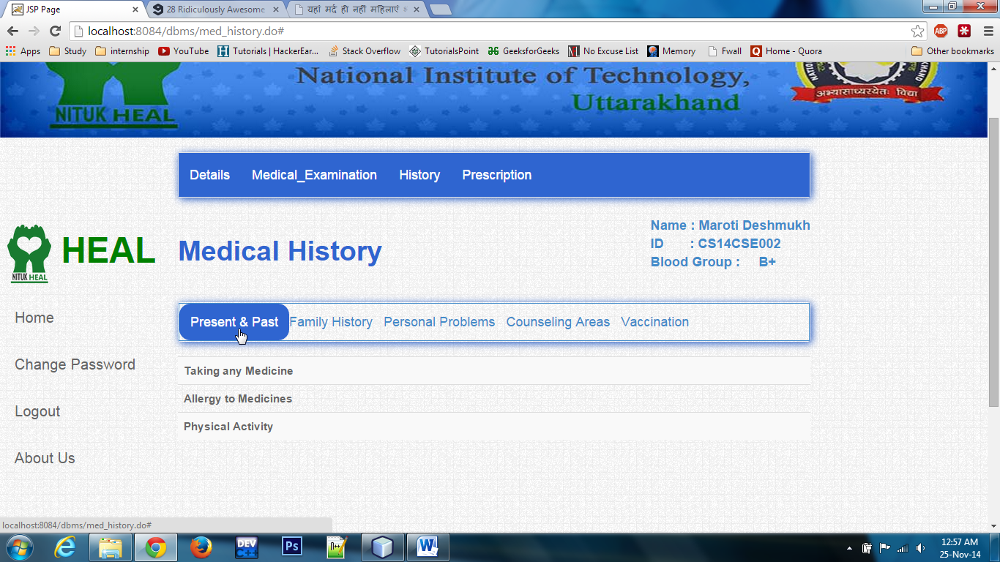 JSP Page
28 Ridiculously Awesome
यहां मर्द ही नहीं महिलाएं
localhost:8084/dbms/med_history.do#
ABP
Apps Study internship YouTube Tutorials | HackerEar... Stack Overflow TutorialsPoint GeeksforGeeks No Excuse List Memory Fwall Home - Quora Other bookmarks
National Institute of Technology,
Uttarakhand
NITUK HEAL
अभ्यासाध्यरयेतः विद्या
Details Medical_Examination History Prescription
Name : Maroti Deshmukh
ID : CS14CSE002
Blood Group : B+
NITUK HEAL
HEAL
Medical History
Home
Change Password
Logout
About Us
Present & Past Family History Personal Problems Counseling Areas Vaccination
Taking any Medicine
Allergy to Medicines
Physical Activity
localhost:8084/dbms/med_history.do#
DEV C++
Ps
12:57 AM
25-Nov-14